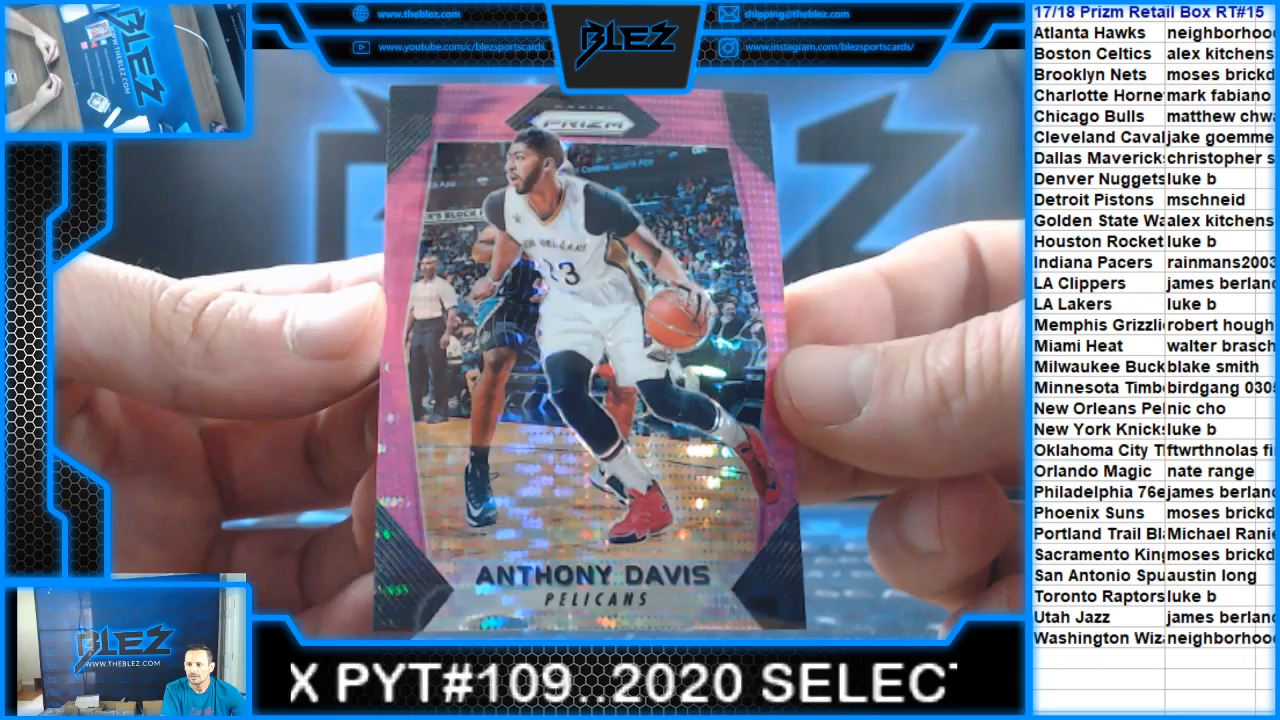 www.theblez.com
www.youtube.com/c/blezsportscards
BLEZ
shipping@theblez.com
www.instagram.com/blezsportscards/
PANINI
PRIZM
13
ANTHONY DAVIS
PELICANS
BLEZ
WWW.THEBLEZ.COM
X PYT#109..2020 SELECT
17/18 Prizm Retail Box RT#15
Atlanta Hawks neighborhood
Boston Celtics alex kitchens
Brooklyn Nets moses brickd
Charlotte Horne mark fabiano
Chicago Bulls matthew chwa
Cleveland Caval jake goemme
Dallas Maverick christopher s
Denver Nuggets luke b
Detroit Pistons mschneid
Golden State Wa alex kitchens
Houston Rocket luke b
Indiana Pacers rainmans2003
LA Clippers james berland
LA Lakers luke b
Memphis Grizzli robert hough
Miami Heat walter brasch
Milwaukee Buck blake smith
Minnesota Timb birdgang 0305
New Orleans Pe nic cho
New York Knick luke b
Oklahoma City T ftwrthnolas fi
Orlando Magic nate range
Philadelphia 76e james berland
Phoenix Suns moses brickd
Portland Trail Bl Michael Ranie
Sacramento Kin moses brickd
San Antonio Spu austin long
Toronto Raptors luke b
Utah Jazz james berland
Washington Wiz neighborhood